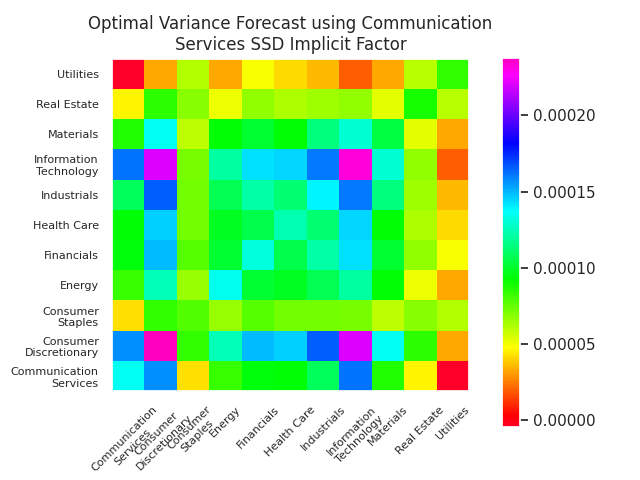 Optimal Variance Forecast using Communication
Services SSD Implicit Factor
Utilities
Real Estate
Materials
Information
Technology
Industrials
Health Care
Financials
Energy
Consumer
Staples
Consumer
Discretionary
Communication
Services
Communication
Services
Consumer
Discretionary
Consumer
Staples
Energy
Financials
Health Care
Industrials
Information
Technology
Materials
Real Estate
Utilities
0.00020
0.00015
0.00010
0.00005
0.00000